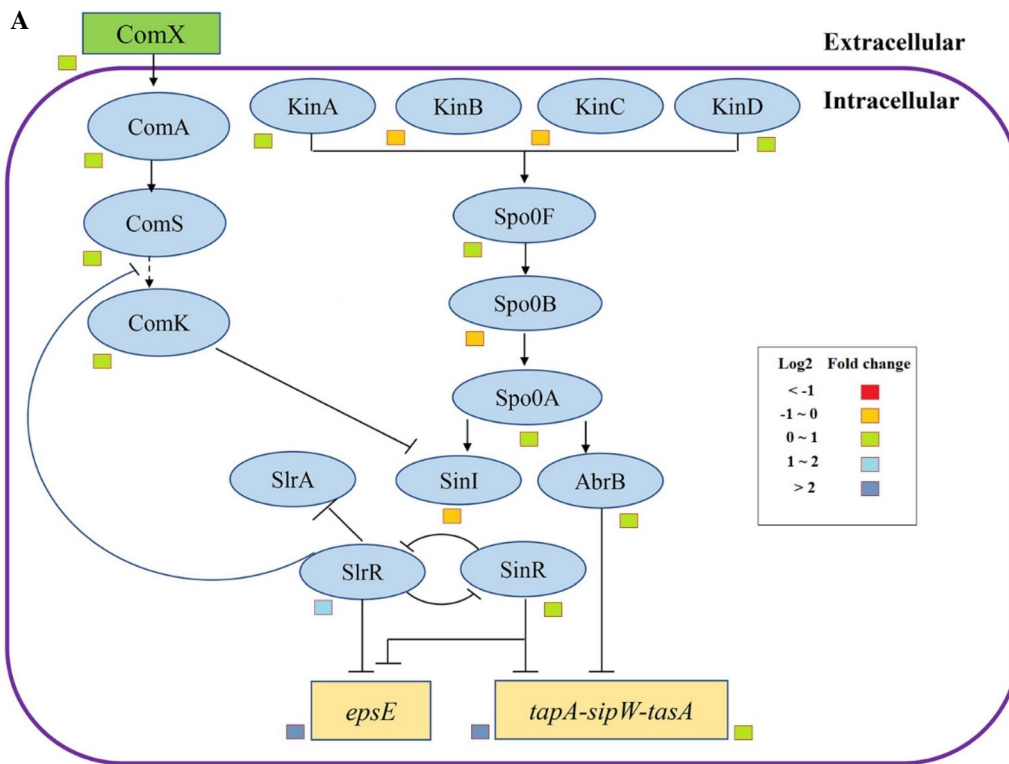 A
ComX
Extracellular
Intracellular
KinA KinB KinC KinD
ComA
ComS
Spo0F
Spo0B
ComK
Spo0A
Log2 Fold change
< -1
-1 ~ 0
0 ~ 1
1 ~ 2
> 2
SlrA SinI AbrB
SlrR SinR
epsE tapA-sipW-tasA